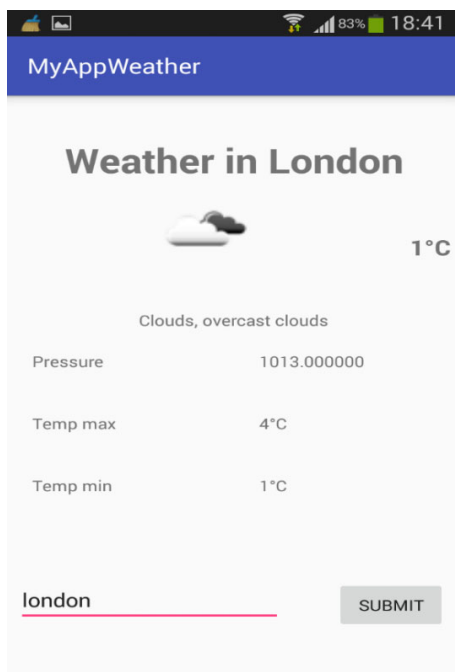 83% 18:41
MyAppWeather
Weather in London
1°C
Clouds, overcast clouds
Pressure 1013.000000
Temp max 4°C
Temp min 1°C
london SUBMIT